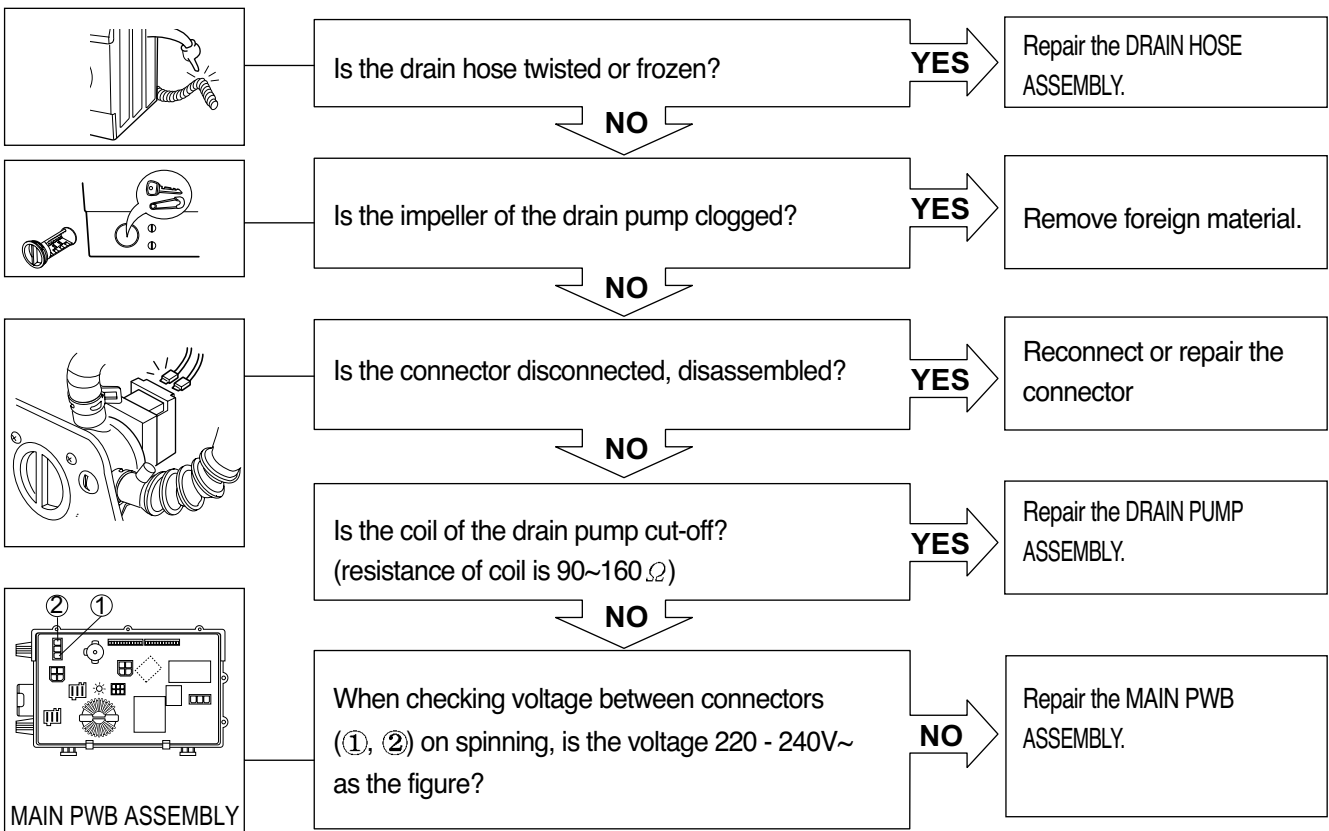 Is the drain hose twisted or frozen?
YES
Repair the DRAIN HOSE
ASSEMBLY.
NO
Is the impeller of the drain pump clogged?
YES
Remove foreign material.
NO
Is the connector disconnected, disassembled?
YES
Reconnect or repair the
connector
NO
Is the coil of the drain pump cut-off?
(resistance of coil is 90~160 Ω)
YES
Repair the DRAIN PUMP
ASSEMBLY.
NO
② ①
MAIN PWB ASSEMBLY
When checking voltage between connectors
(①, ②) on spinning, is the voltage 220 - 240V~
as the figure?
NO
Repair the MAIN PWB
ASSEMBLY.